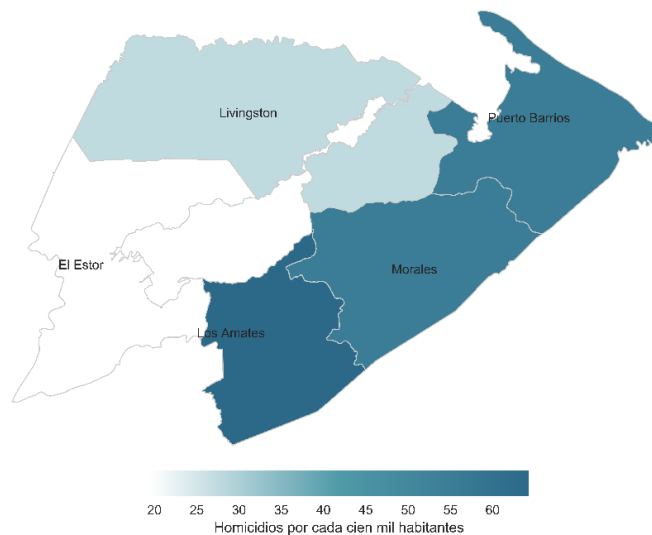 Livingston
Puerto Barrios
El Estor
Morales
Los Amates
20 25 30 35 40 45 50 55 60
Homicidios por cada cien mil habitantes